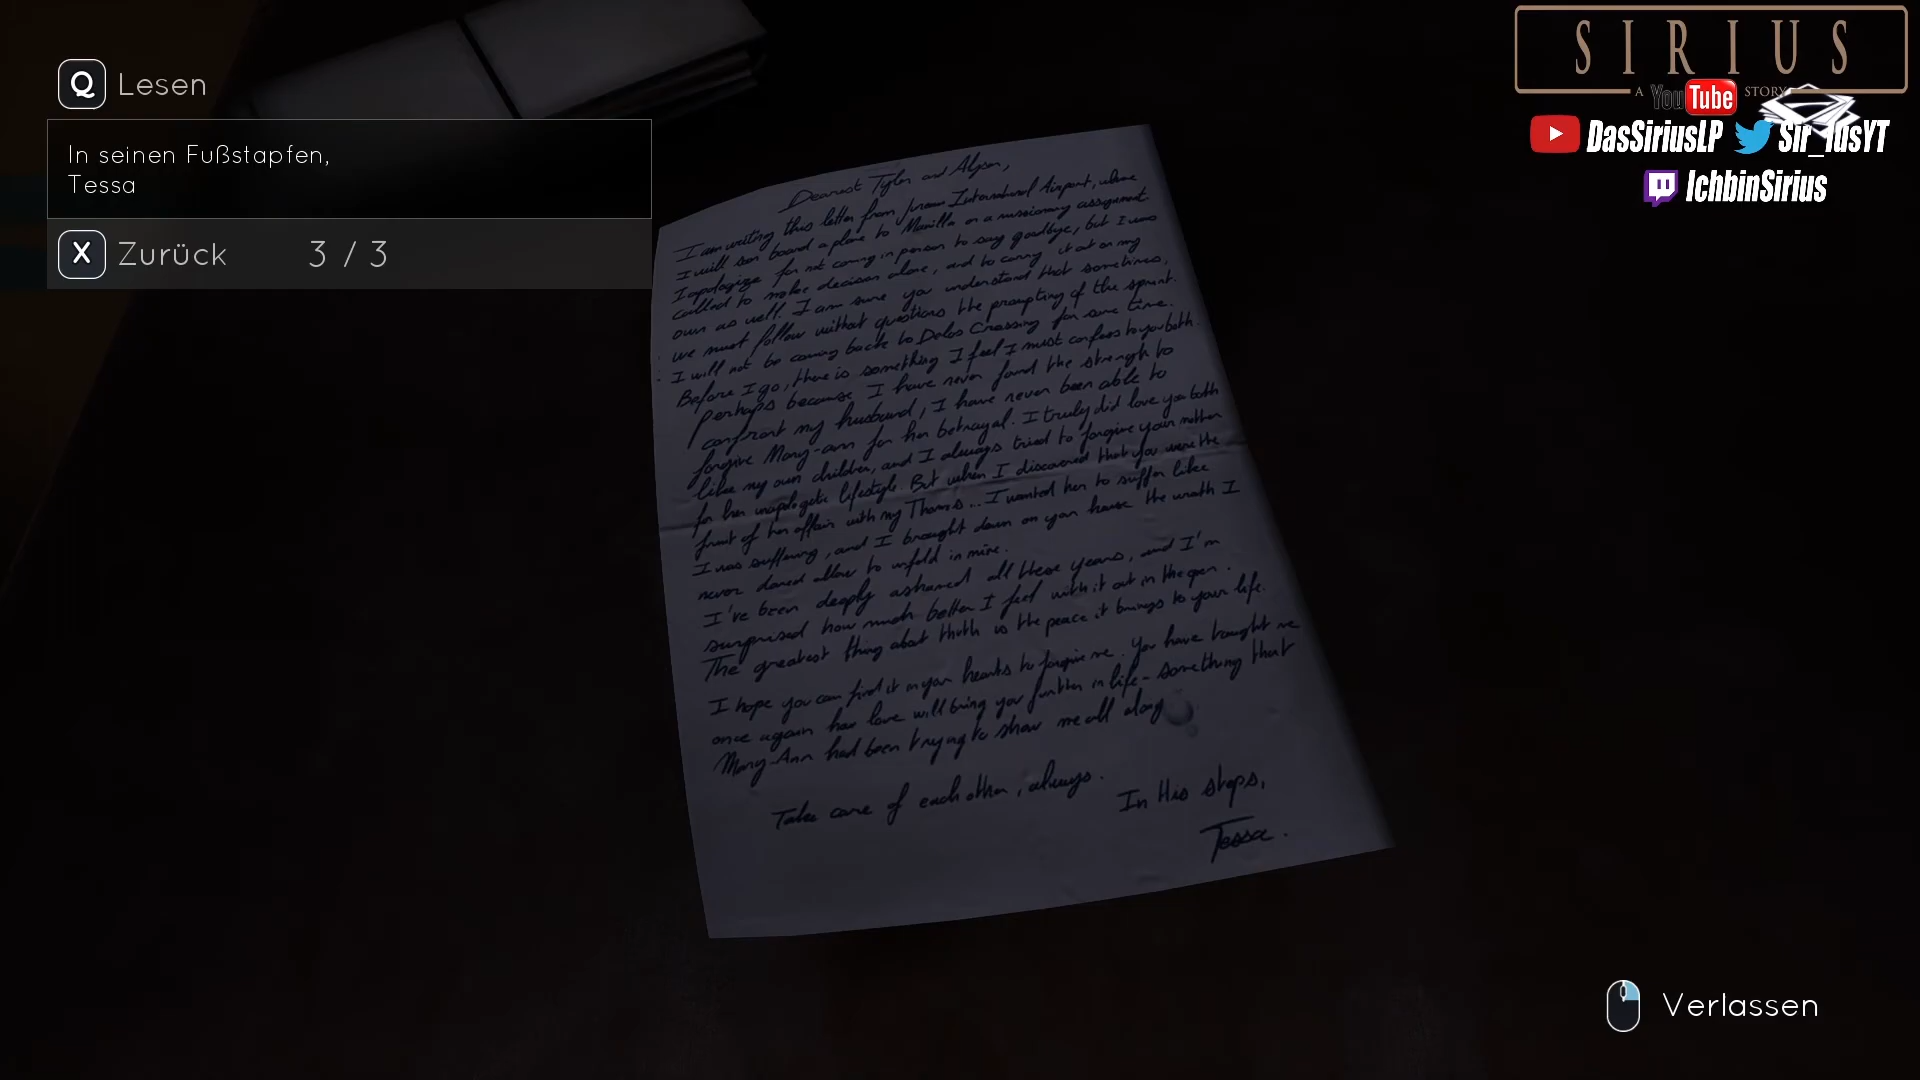 Q Lesen
In seinen Fußstapfen,
Tessa
X Zurück 3 / 3
SIRIUS
A YouTube STORY
DasSiriusLP Sir_iusYT
IchbinSirius
Dearest Tyler and Alyson,
I am writing this letter from Juneau International Airport, where
I will soon board a plane to Manilla on a missionary assignment
I apologize for not coming in person to say goodbye, but I was
called to make decision alone, and to carry it out on my
own as well. I am sure you understand that sometimes,
we must follow without questions the prompting of the spirit.
I will not be coming back to Delos Crossing for some time.
Before I go, there is something I feel I must confess to you both.
Perhaps because I have never found the strength to
confront my husband, I have never been able to
forgive Mary-ann for her betrayal. I truly did love you both
like my own children, and I always tried to forgive your mother
for her unapologetic lifestyle. But when I discovered that you were the
fruit of her affair with my Thomas... I wanted her to suffer like
I was suffering, and I brought down on your house the wrath I
never dared allow to unfold in mine.
I've been deeply ashamed all these years, and I'm
surprised how much better I feel with it out in the open.
The greatest thing about thuth is the peace it brings to your life.
I hope you can find it in your hearts to forgive me. You have taught me
once again how love will bring you further in life - something that
Mary-Ann had been trying to show me all along
Take care of each other, always.
In His steps,
Tessa.
Verlassen